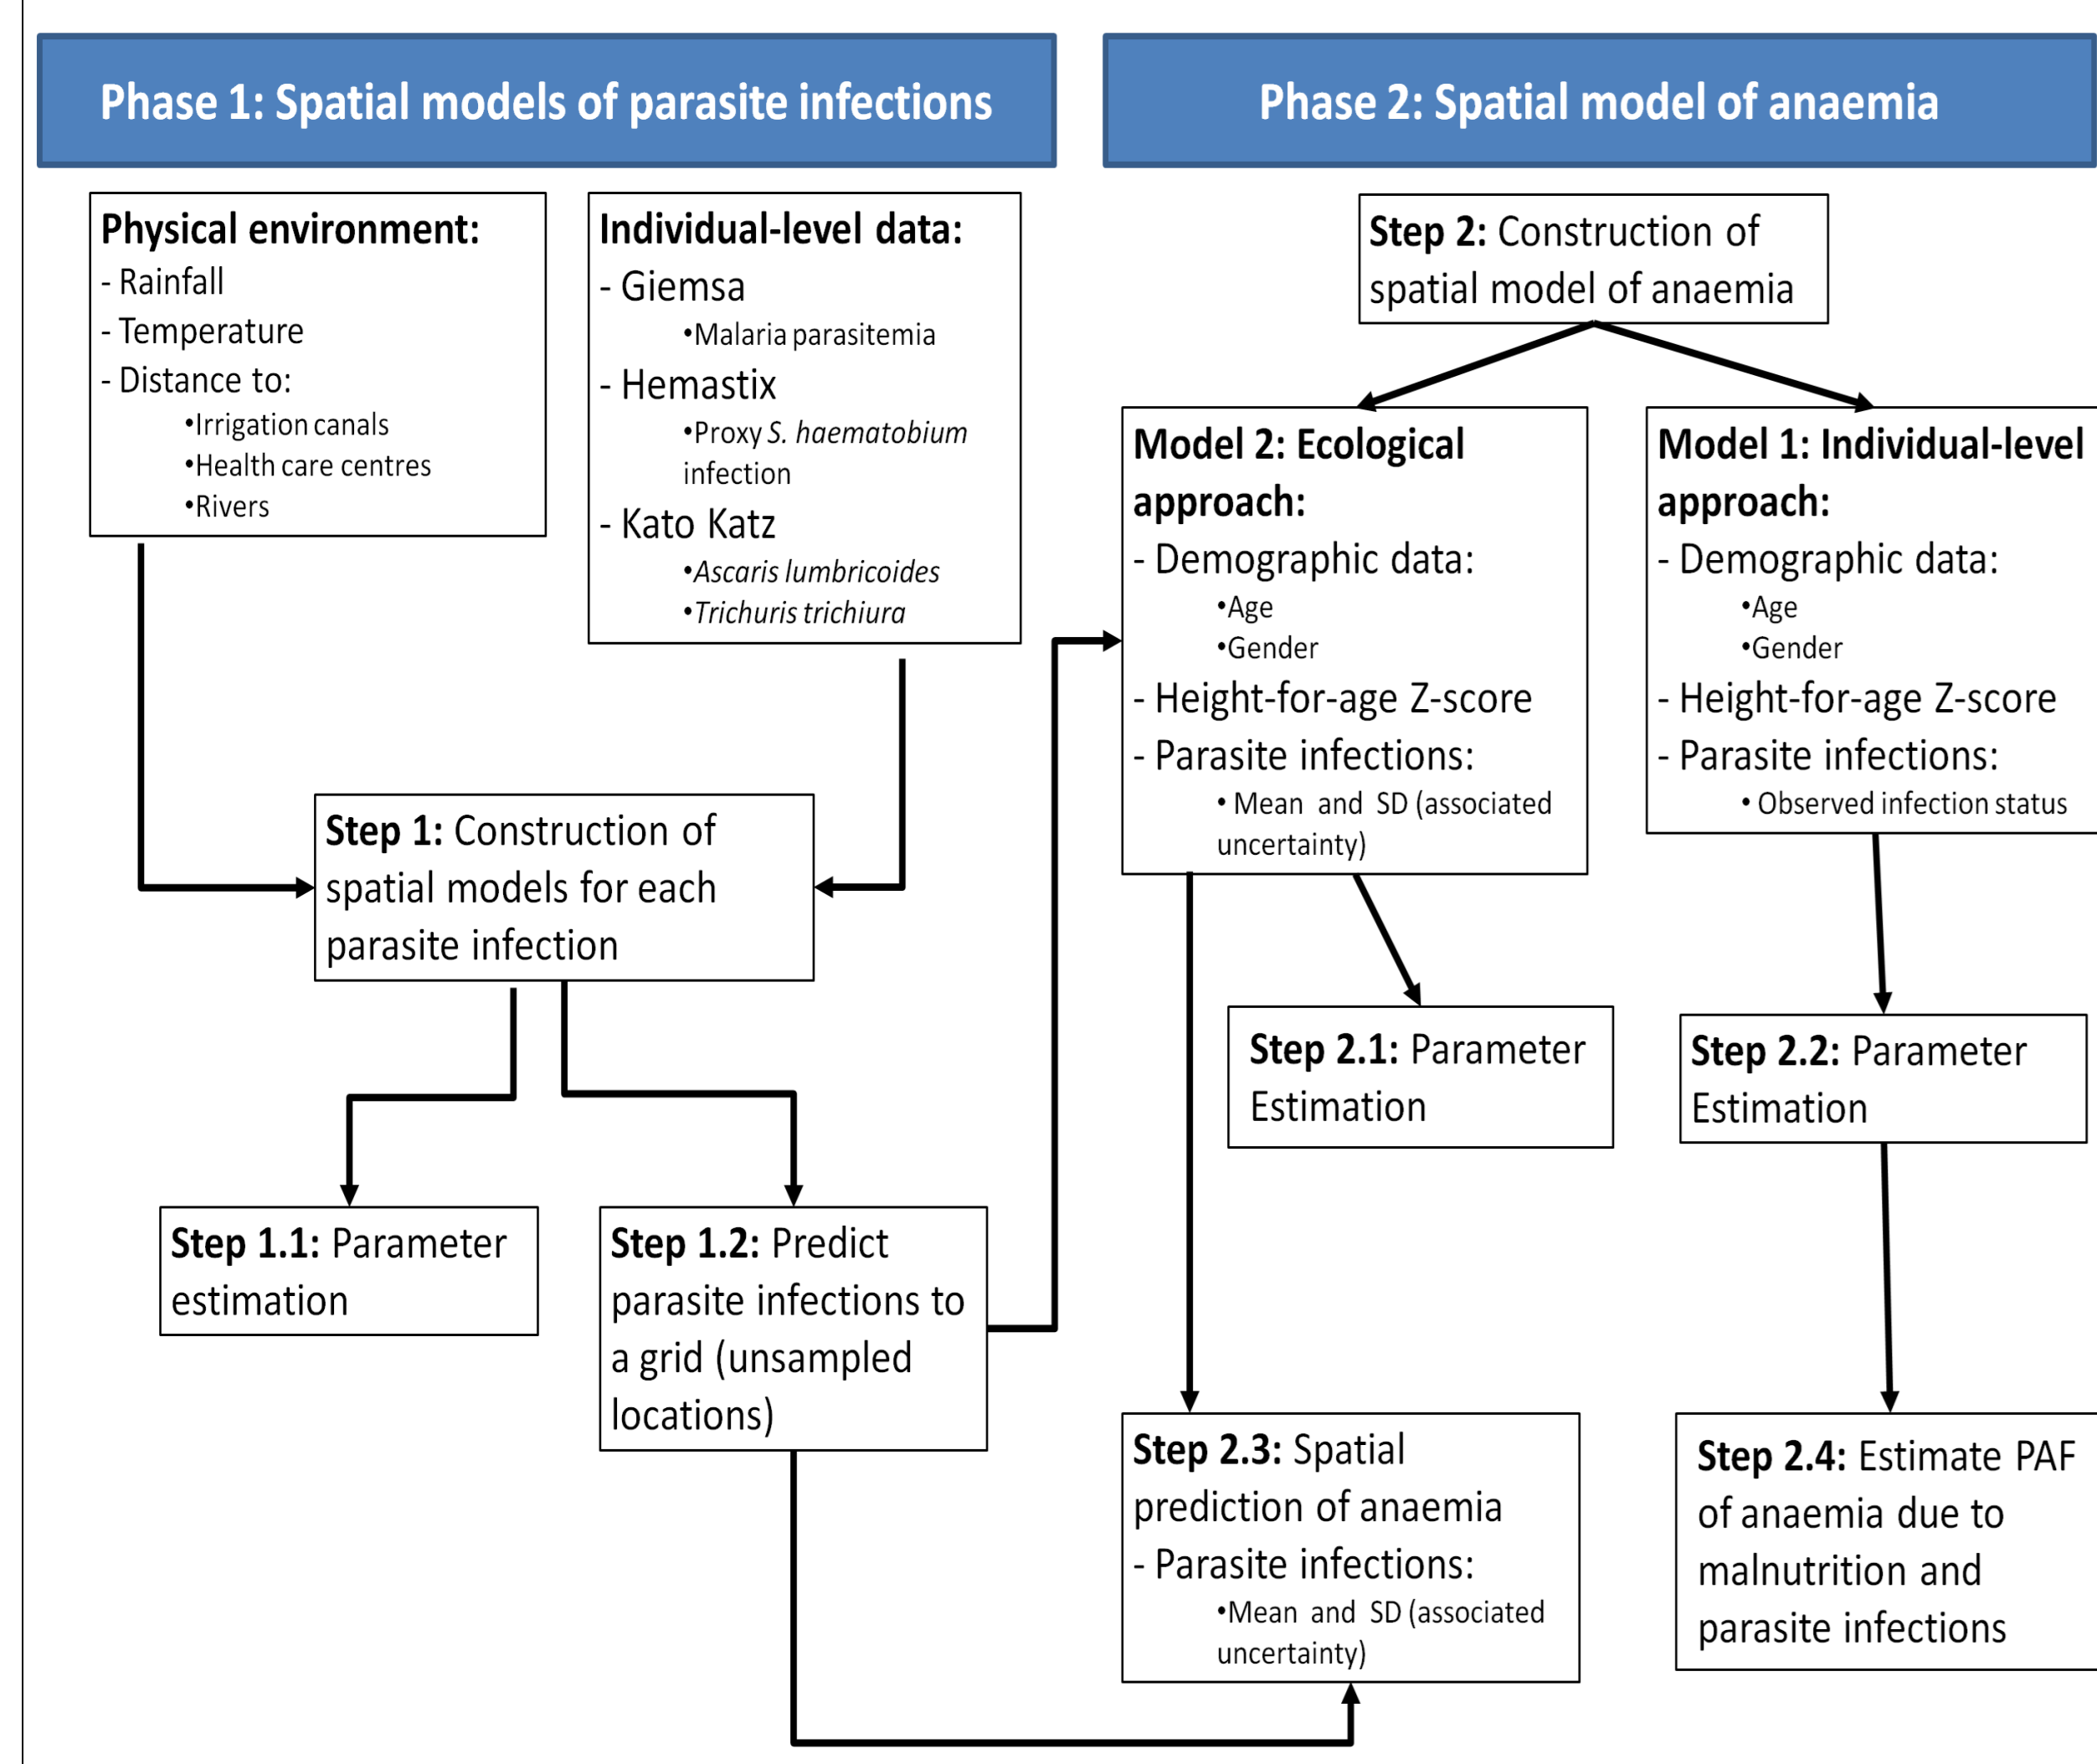 Phase 1: Spatial models of parasite infections
Physical environment:
- Rainfall
- Temperature
- Distance to:
•Irrigation canals
•Health care centres
•Rivers
Individual-level data:
- Giemsa
•Malaria parasitemia
- Hemastix
•Proxy S. haematobium
infection
- Kato Katz
•Ascaris lumbricoides
•Trichuris trichiura
Step 1: Construction of
spatial models for each
parasite infection
Step 1.1: Parameter
estimation
Step 1.2: Predict
parasite infections to
a grid (unsampled
locations)
Phase 2: Spatial model of anaemia
Step 2: Construction of
spatial model of anaemia
Model 2: Ecological
approach:
- Demographic data:
•Age
•Gender
- Height-for-age Z-score
- Parasite infections:
• Mean and SD (associated
uncertainty)
Model 1: Individual-level
approach:
- Demographic data:
•Age
•Gender
- Height-for-age Z-score
- Parasite infections:
• Observed infection status
Step 2.1: Parameter
Estimation
Step 2.2: Parameter
Estimation
Step 2.3: Spatial
prediction of anaemia
- Parasite infections:
•Mean and SD (associated
uncertainty)
Step 2.4: Estimate PAF
of anaemia due to
malnutrition and
parasite infections